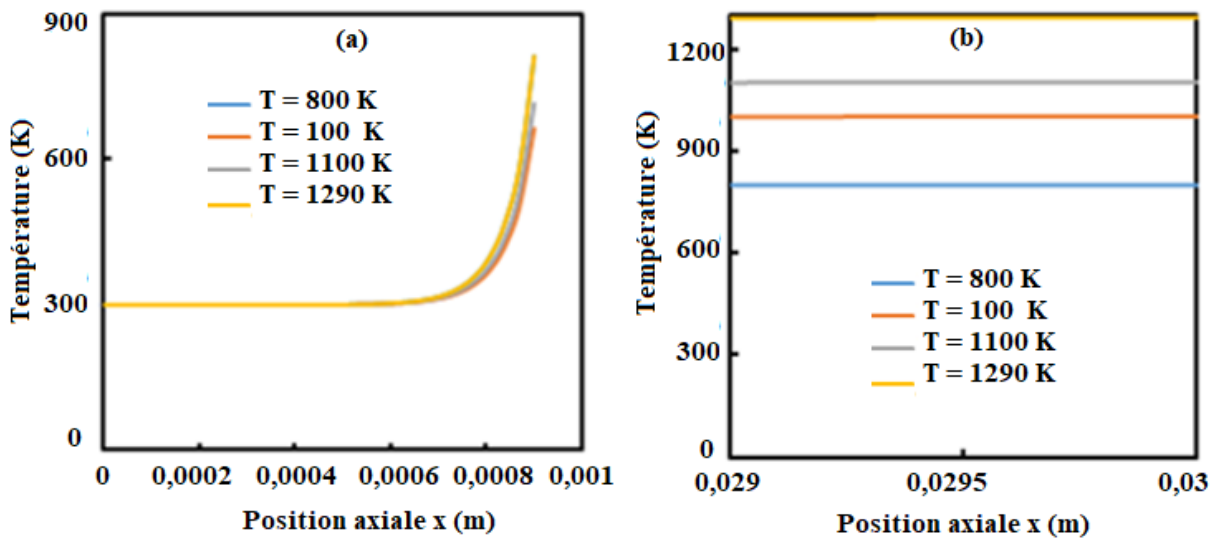 900
(a)
T = 800 K
T = 100 K
T = 1100 K
T = 1290 K
600
300
0
Température (K)
0
0,0002
0,0004
0,0006
0,0008
0,001
Position axiale x (m)
(b)
1200
900
600
300
0
Température (K)
T = 800 K
T = 100 K
T = 1100 K
T = 1290 K
0,029
0,0295
0,03
Position axiale x (m)